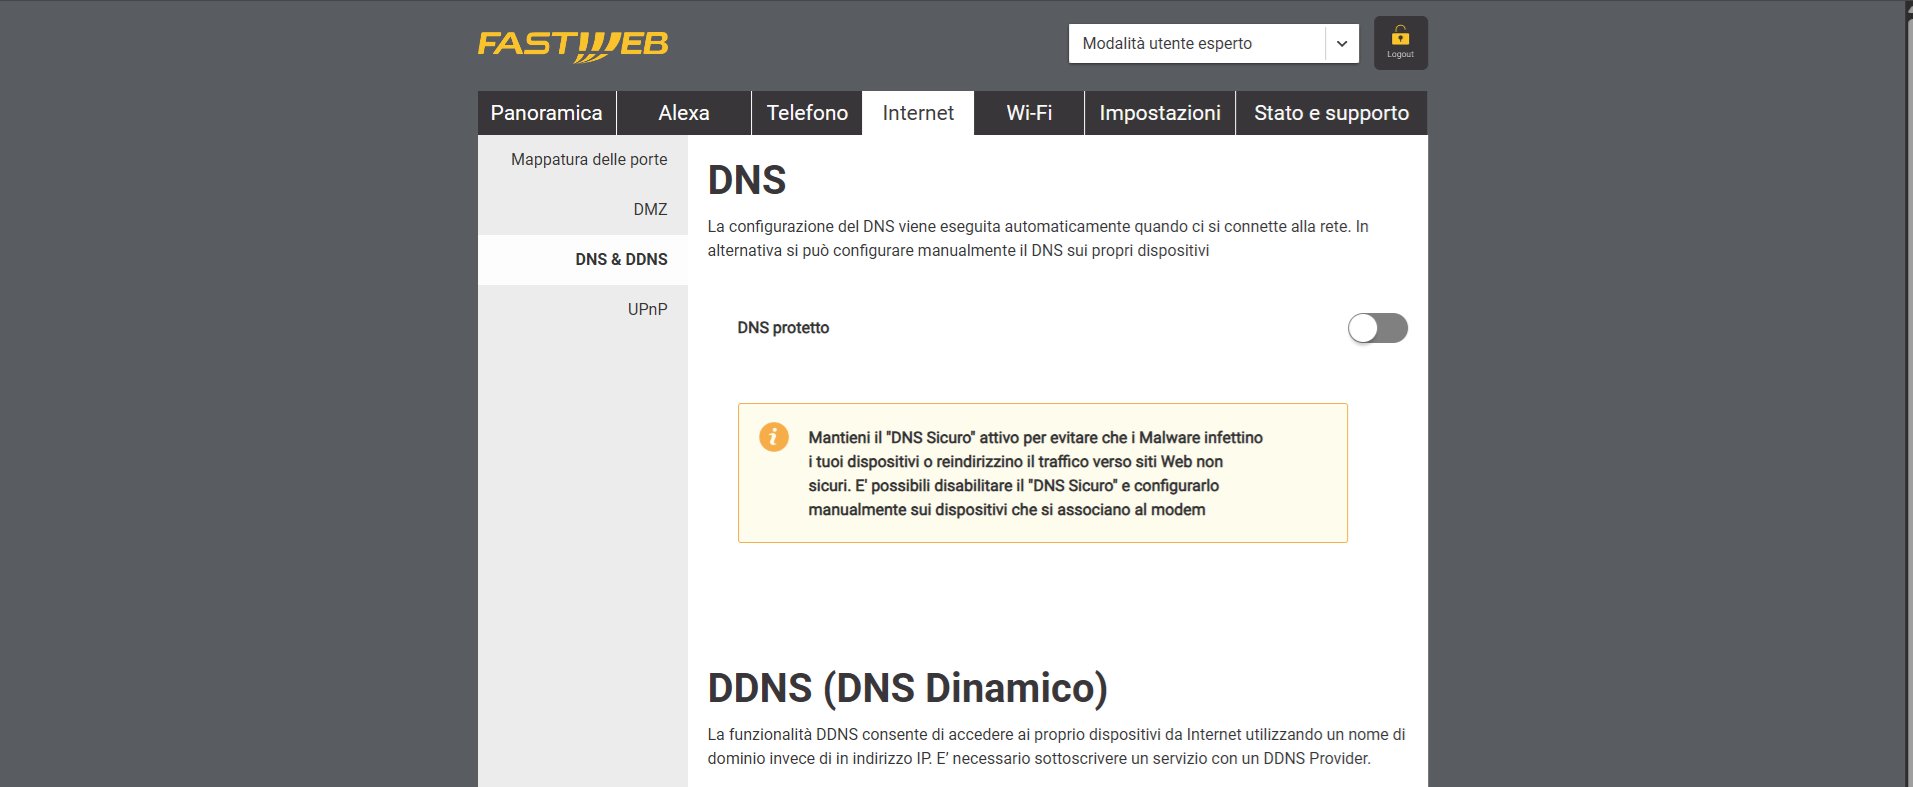 FASTWEB
Modalità utente esperto
Logout
Panoramica
Alexa
Telefono
Internet
Wi-Fi
Impostazioni
Stato e supporto
Mappatura delle porte
DMZ
DNS & DDNS
UPnP
DNS
La configurazione del DNS viene eseguita automaticamente quando ci si connette alla rete. In
alternativa si può configurare manualmente il DNS sui propri dispositivi
DNS protetto
Mantieni il "DNS Sicuro" attivo per evitare che i Malware infettino
i tuoi dispositivi o reindirizzino il traffico verso siti Web non
sicuri. E' possibili disabilitare il "DNS Sicuro" e configurarlo
manualmente sui dispositivi che si associano al modem
DDNS (DNS Dinamico)
La funzionalità DDNS consente di accedere ai proprio dispositivi da Internet utilizzando un nome di
dominio invece di in indirizzo IP. E’ necessario sottoscrivere un servizio con un DDNS Provider.